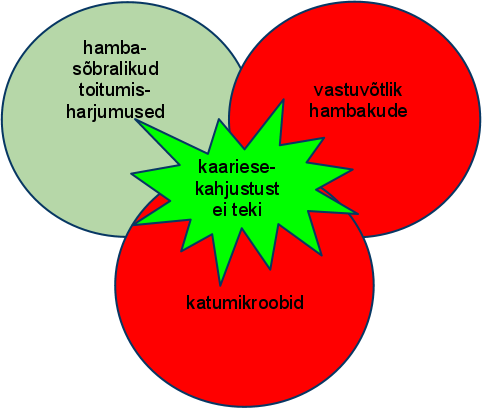 hamba-
sõbralikud
toitumis-
harjumused
vastuvõtlik
hambakude
kaariese-
kahjustust
ei teki
katumikroobid